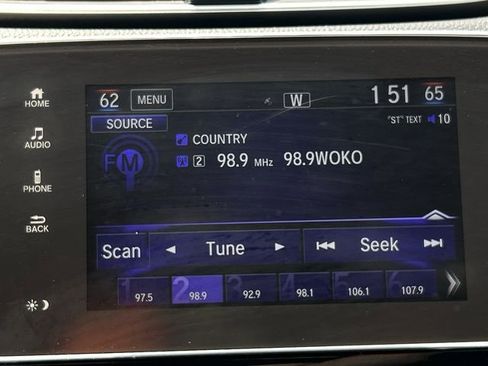 62 MENU W 1 51 65
HOME
SOURCE "ST" TEXT 10
COUNTRY
AUDIO
FM 2 98.9 MHz 98.9WOKO
PHONE
BACK
Scan Tune Seek
1 2 3 4 5 6
97.5 98.9 92.9 98.1 106.1 107.9